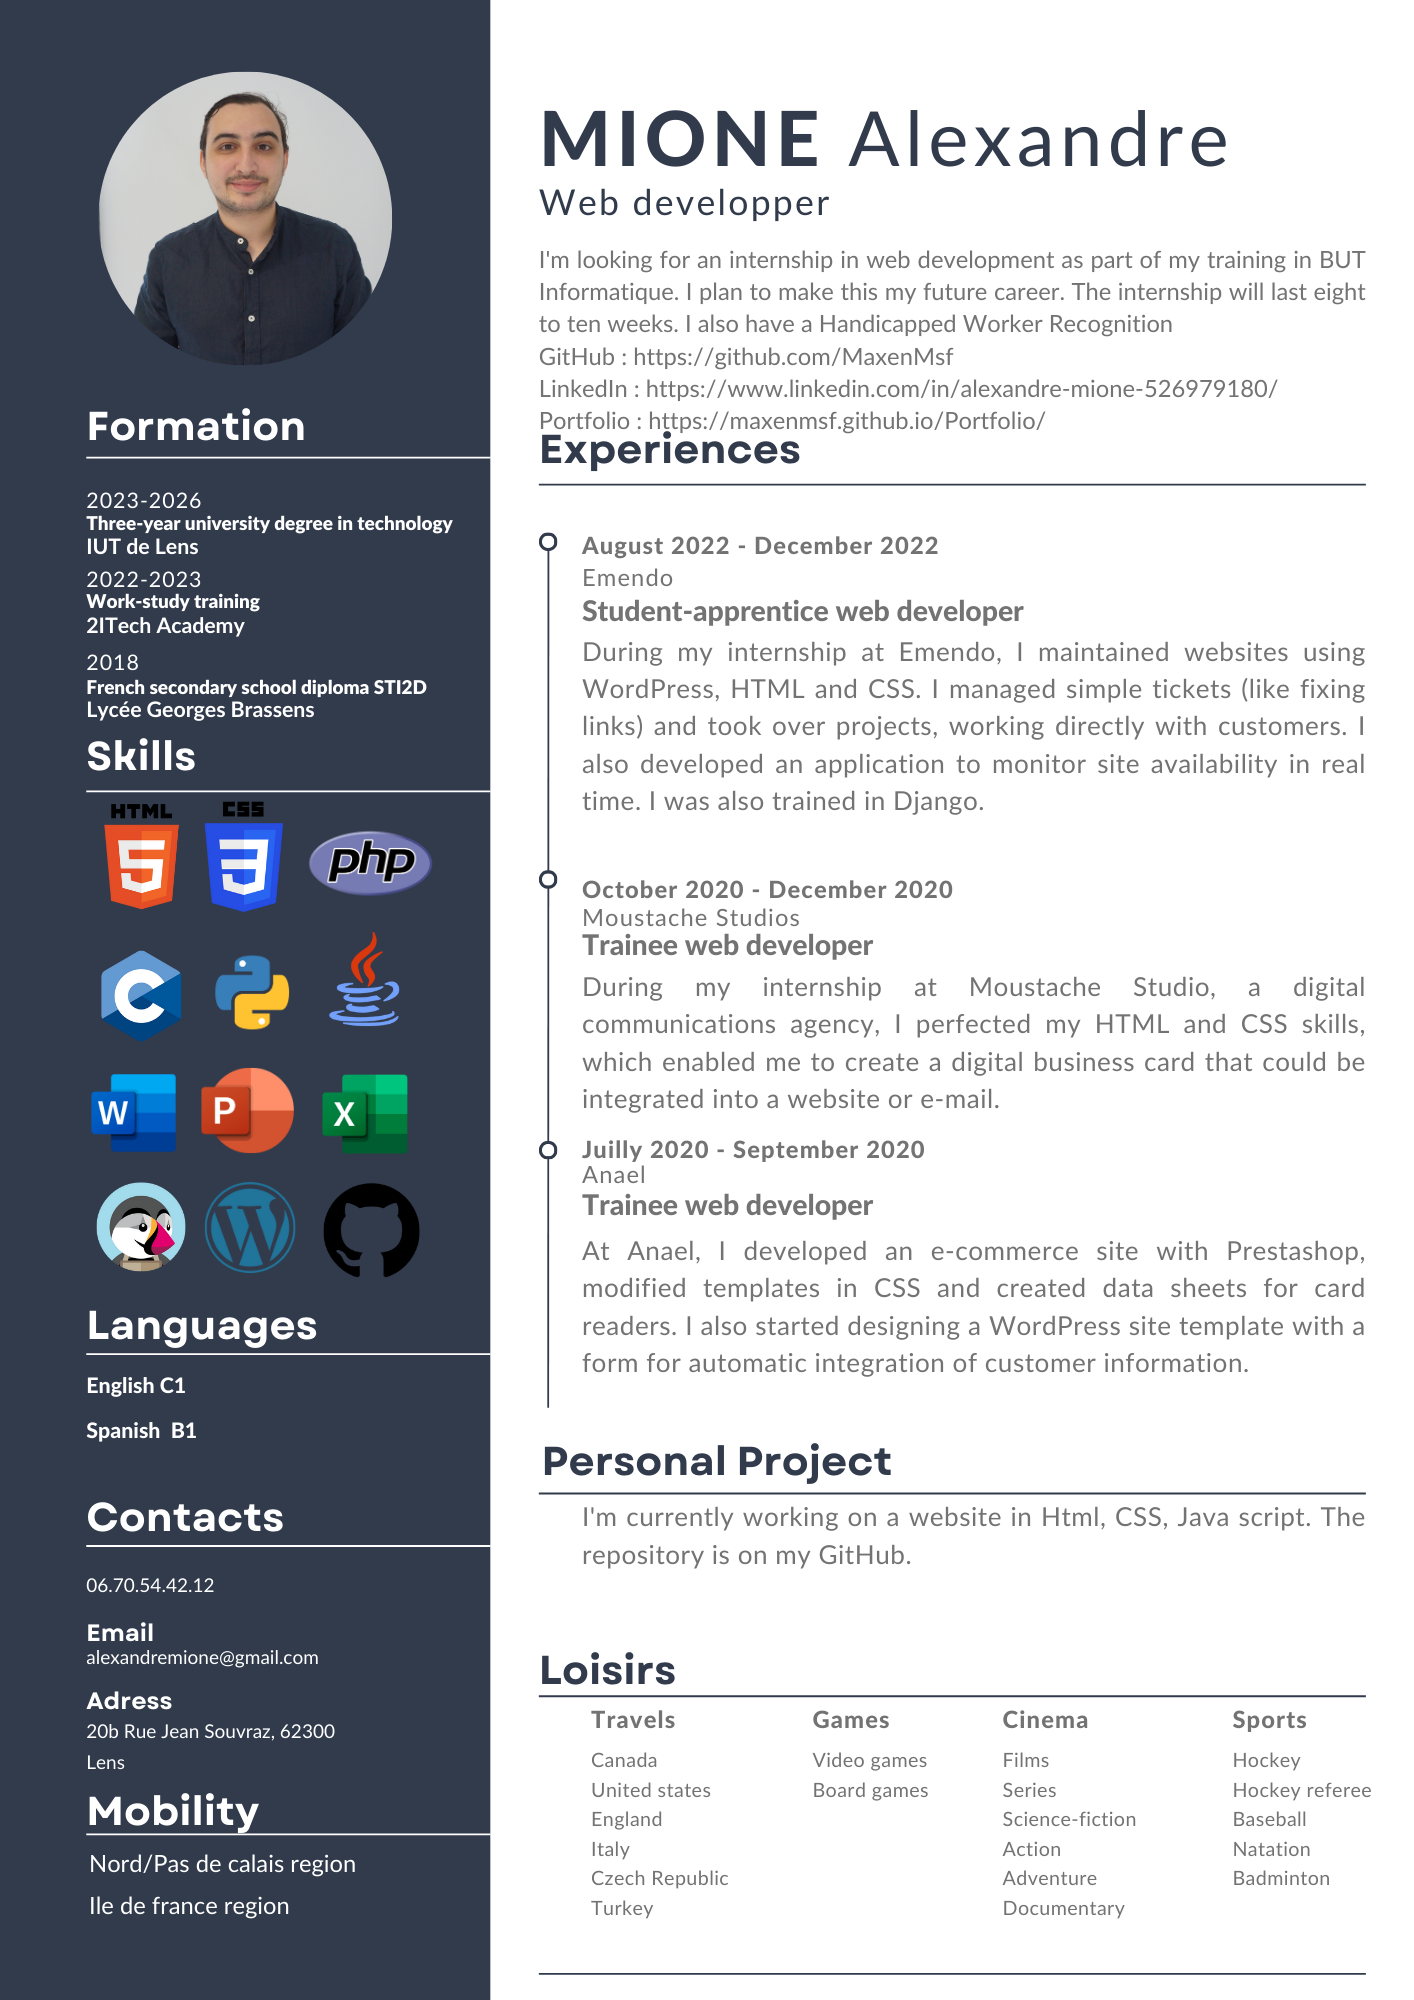 MIONE Alexandre
Web developper
I'm looking for an internship in web development as part of my training in BUT
Informatique. I plan to make this my future career. The internship will last eight
to ten weeks. I also have a Handicapped Worker Recognition
GitHub : https://github.com/MaxenMsf
LinkedIn : https://www.linkedin.com/in/alexandre-mione-526979180/
Portfolio : https://maxenmsf.github.io/Portfolio/
Formation
2023-2026
Three-year university degree in technology
IUT de Lens
2022-2023
Work-study training
2ITech Academy
2018
French secondary school diploma STI2D
Lycée Georges Brassens
Skills
HTML
5
CSS
3
php
C
W
P
X
W
Languages
English C1
Spanish  B1
Contacts
06.70.54.42.12
Email
alexandremione@gmail.com
Adress
20b Rue Jean Souvraz, 62300
Lens
Mobility
Nord/Pas de calais region
Ile de france region
Experiences
August 2022 - December 2022
Emendo
Student-apprentice web developer
During my internship at Emendo, I maintained websites using
WordPress, HTML and CSS. I managed simple tickets (like fixing
links) and took over projects, working directly with customers. I
also developed an application to monitor site availability in real
time. I was also trained in Django.
October 2020 - December 2020
Moustache Studios
Trainee web developer
During my internship at Moustache Studio, a digital
communications agency, I perfected my HTML and CSS skills,
which enabled me to create a digital business card that could be
integrated into a website or e-mail.
Juilly 2020 - September 2020
Anael
Trainee web developer
At Anael, I developed an e-commerce site with Prestashop,
modified templates in CSS and created data sheets for card
readers. I also started designing a WordPress site template with a
form for automatic integration of customer information.
Personal Project
I'm currently working on a website in Html, CSS, Java script. The
repository is on my GitHub.
Loisirs
Travels
Canada
United states
England
Italy
Czech Republic
Turkey
Games
Video games
Board games
Cinema
Films
Series
Science-fiction
Action
Adventure
Documentary
Sports
Hockey
Hockey referee
Baseball
Natation
Badminton